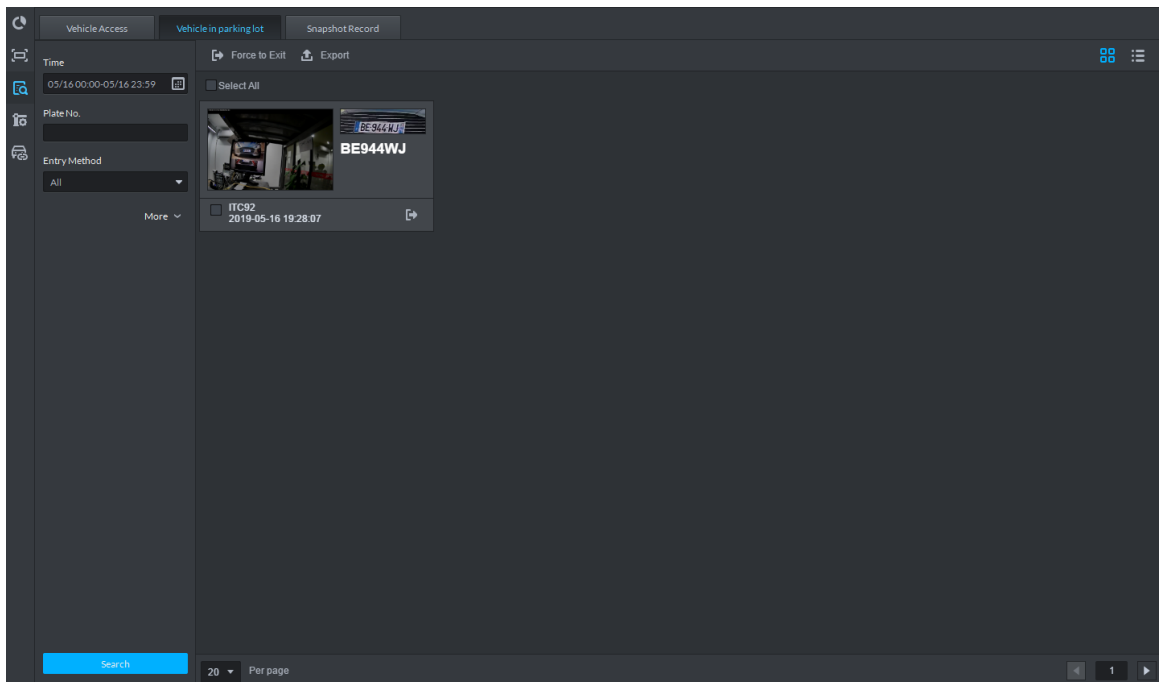 Vehicle Access
Vehicle in parking lot
Snapshot Record
Time
05/16 00:00-05/16 23:59
Plate No.
Entry Method
All
More
Search
Force to Exit
Export
Select All
BE944WJ
BE944WJ
ITC92
2019-05-16 19:28:07
20
Per page
1